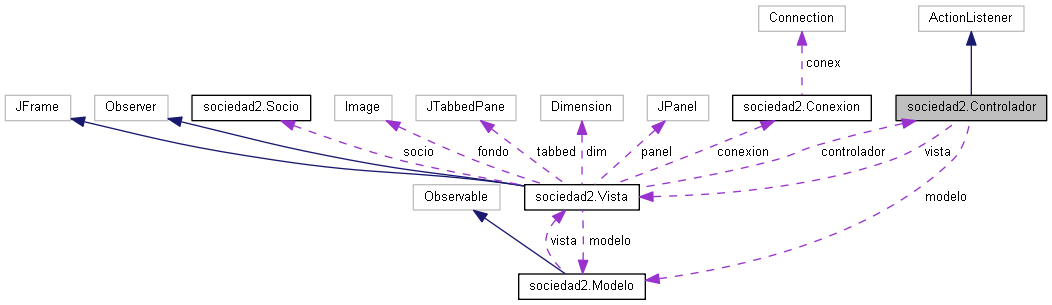 Connection
ActionListener
conex
JFrame
Observer
sociedad2.Socio
Image
JTabbedPane
Dimension
JPanel
sociedad2.Conexion
sociedad2.Controlador
socio
fondo
tabbed
dim
panel
conexion
controlador
vista
Observable
sociedad2.Vista
modelo
vista
modelo
sociedad2.Modelo